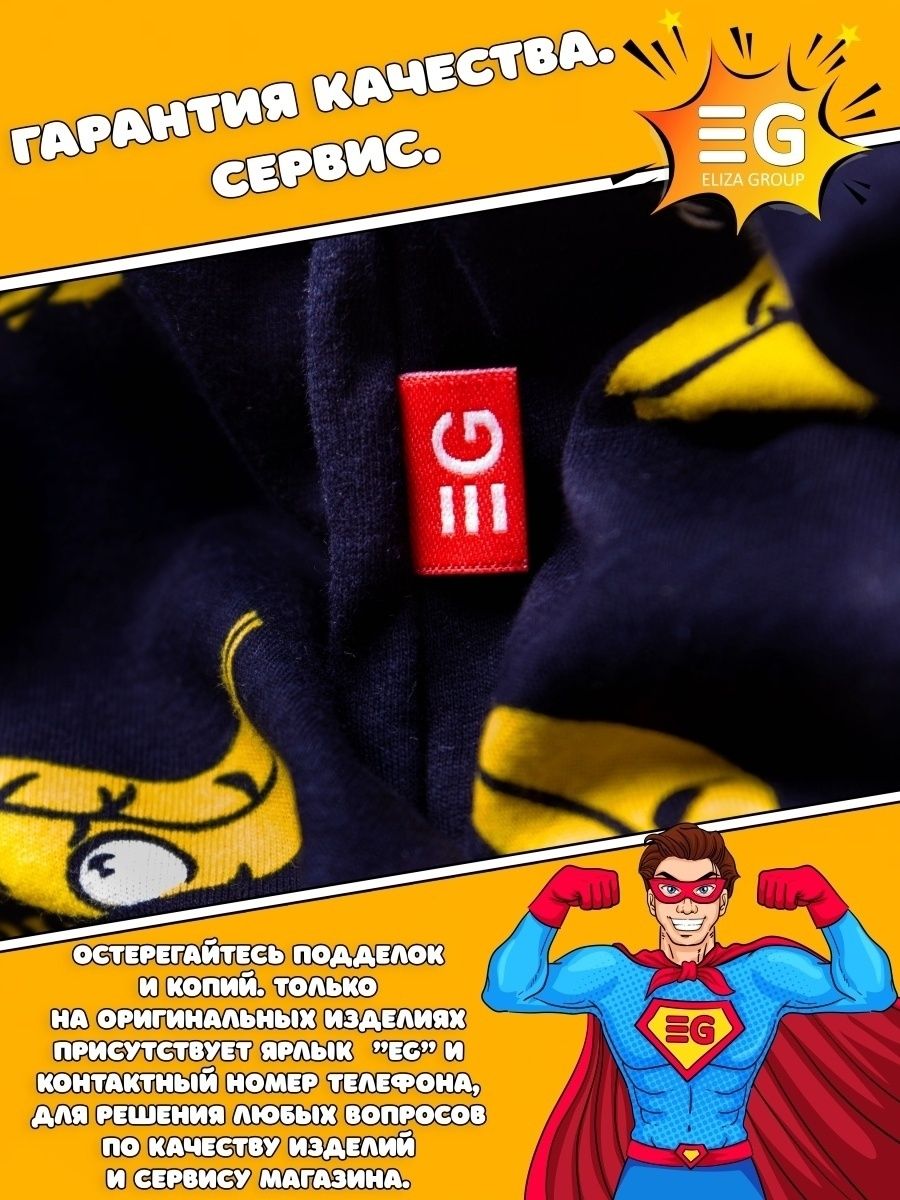 ГАРАНТИЯ КАЧЕСТВА.
СЕРВИС.
EG
ELIZA GROUP
EG
ОСТЕРЕГАЙТЕСЬ ПОДДЕЛОК
И КОПИЙ. ТОЛЬКО
НА ОРИГИНАЛЬНЫХ ИЗДЕЛИЯХ
ПРИСУТСТВУЕТ ЯРЛЫК "EG" И
КОНТАКТНЫЙ НОМЕР ТЕЛЕФОНА,
ДЛЯ РЕШЕНИЯ ЛЮБЫХ ВОПРОСОВ
ПО КАЧЕСТВУ ИЗДЕЛИЙ
И СЕРВИСУ МАГАЗИНА.
EG